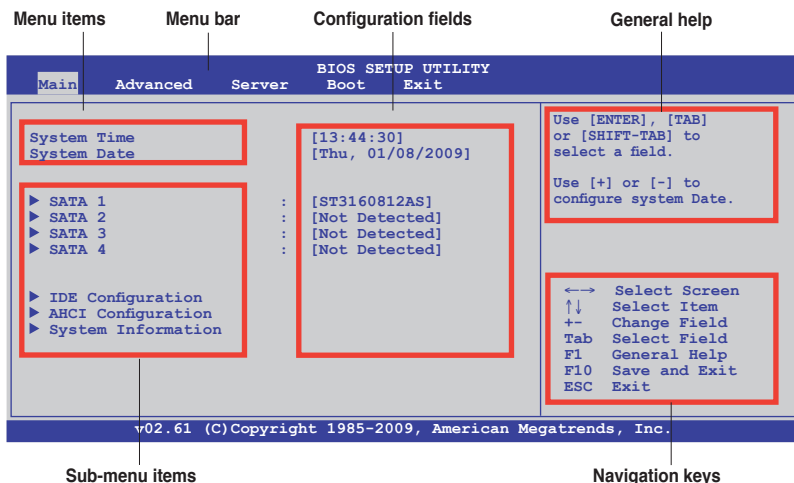 Menu items Menu bar Configuration fields General help
BIOS SETUP UTILITY
Main Advanced Server Boot Exit
System Time [13:44:30]
System Date [Thu, 01/08/2009]
▶ SATA 1 : [ST3160812AS]
▶ SATA 2 : [Not Detected]
▶ SATA 3 : [Not Detected]
▶ SATA 4 : [Not Detected]
▶ IDE Configuration
▶ AHCI Configuration
▶ System Information
Use [ENTER], [TAB]
or [SHIFT-TAB] to
select a field.
Use [+] or [-] to
configure system Date.
←→ Select Screen
↑↓ Select Item
+- Change Field
Tab Select Field
F1 General Help
F10 Save and Exit
ESC Exit
v02.61 (C)Copyright 1985-2009, American Megatrends, Inc.
Sub-menu items Navigation keys